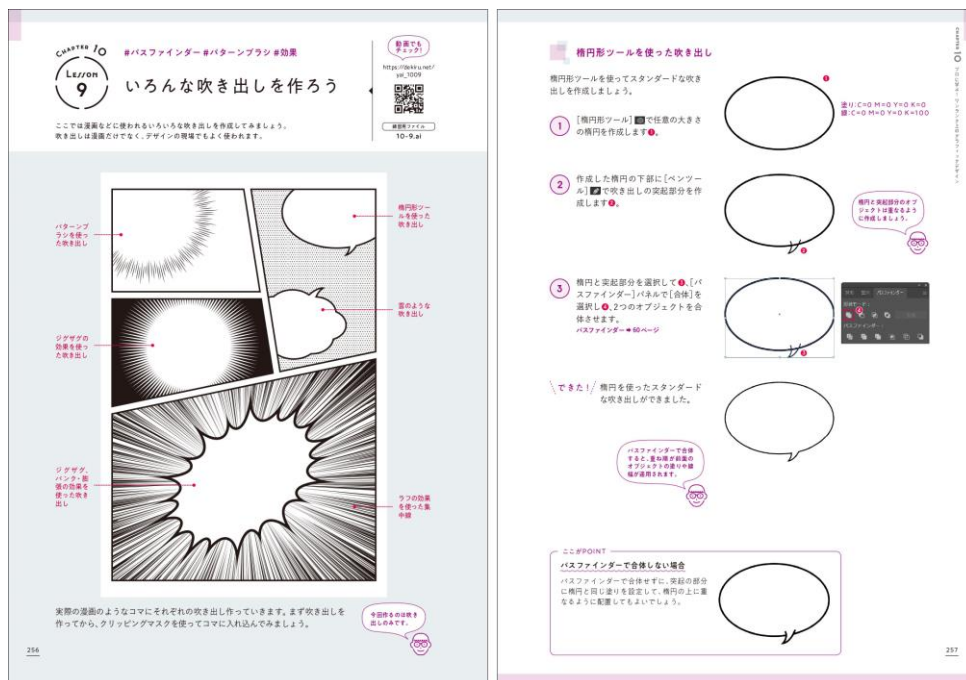 CHAPTER 10
Lesson
9
#パスファインダー #パターンブラシ #効果
いろんな吹き出しを作ろう
動画でも
チェック!
https://dekiru.net/
yai_1009
練習用ファイル
10-9.ai
ここでは漫画などに使われるいろいろな吹き出しを作成してみましょう。
吹き出しは漫画だけでなく、デザインの現場でもよく使われます。
パターンブ
ラシを使っ
た吹き出し
楕円形ツー
ルを使った
吹き出し
雲のような
吹き出し
ジグザグの
効果を使っ
た吹き出し
ジグザグ、
パンク・膨
張の効果を
使った吹き
出し
ラフの効果
を使った集
中線
実際の漫画のようなコマにそれぞれの吹き出し作っていきます。まず吹き出しを
作ってから、クリッピングマスクを使ってコマに入れ込んでみましょう。
今回作るのは吹き
出しのみです。
256
楕円形ツールを使った吹き出し
楕円形ツールを使ってスタンダードな吹き
出しを作成しましょう。
1
[楕円形ツール]で任意の大きさ
の楕円を作成します❶。
❶
塗り:C=0 M=0 Y=0 K=0
線:C=0 M=0 Y=0 K=100
2
作成した楕円の下部に[ペンツー
ル]で吹き出しの突起部分を作
成します❷。
❷
楕円と突起部分のオブ
ジェクトは重なるよう
に作成しましょう。
3
楕円と突起部分を選択して❸、[パ
スファインダー]パネルで[合体]を
選択し❹、2つのオブジェクトを合
体させます。
パスファインダー ➡ 60ページ
❸
パスファインダー
❹
パスファインダー:
できた!
楕円を使ったスタンダード
な吹き出しができました。
パスファインダーで合体
すると、重ね順が前面の
オブジェクトの塗りや線
幅が適用されます。
ここがPOINT
パスファインダーで合体しない場合
パスファインダーで合体せずに、突起の部分
に楕円と同じ塗りを設定して、楕円の上に重
なるように配置してもよいでしょう。
CHAPTER 10
257